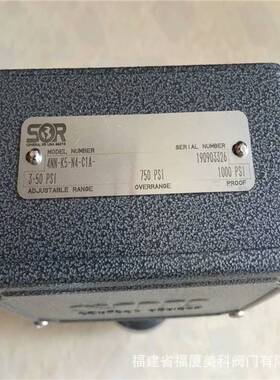 SOR
MODEL NUMBER
SERIAL NUMBER
4NN-K5-N4-C1A-
190903326
3-50 PSI
750 PSI
1000 PSI
ADJUSTABLE RANGE
OVERRANGE
PROOF
福建省福厦美科阀门有限